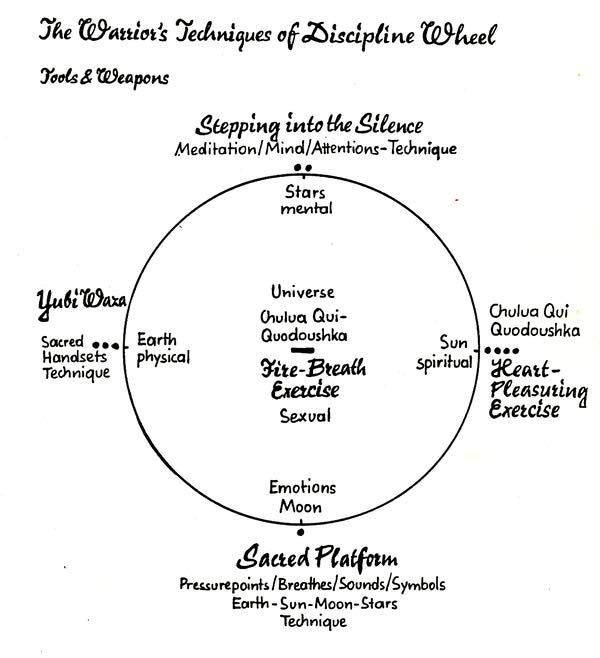 The Warrior's Techniques of Discipline Wheel
Tools & Weapons
Stepping into the Silence
Meditation/Mind/Attentions-Technique
Stars
mental
Yubi Waza
Sacred
Handsets
Technique
Earth
physical
Universe
Chulua Qui-
Quodoushka
Fire-Breath
Exercise
Sexual
Sun
spiritual
Chulua Qui
Quodoushka
Heart-
Pleasuring
Exercise
Emotions
Moon
Sacred Platform
Pressurepoints/Breathes/Sounds/Symbols
Earth-Sun-Moon-Stars
Technique